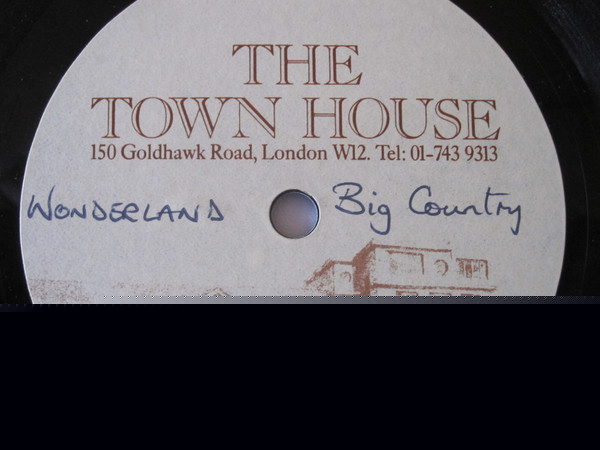 THE
TOWN HOUSE
150 Goldhawk Road, London W12. Tel: 01-743 9313
WONDERLAND Big Country